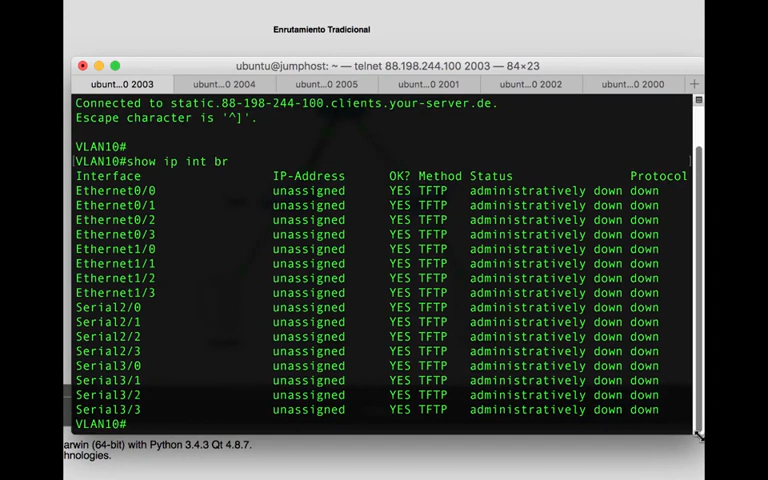 Enrutamiento Tradicional
ubuntu@jumphost: ~ — telnet 88.198.244.100 2003 — 84×23
ubunt...0 2003 ubunt...0 2004 ubunt...0 2005 ubunt...0 2001 ubunt...0 2002 ubunt...0 2000 +
Connected to static.88-198-244-100.clients.your-server.de.
Escape character is '^]'.
VLAN10#
[VLAN10#show ip int br ]
Interface IP-Address OK? Method Status Protocol
Ethernet0/0 unassigned YES TFTP administratively down down
Ethernet0/1 unassigned YES TFTP administratively down down
Ethernet0/2 unassigned YES TFTP administratively down down
Ethernet0/3 unassigned YES TFTP administratively down down
Ethernet1/0 unassigned YES TFTP administratively down down
Ethernet1/1 unassigned YES TFTP administratively down down
Ethernet1/2 unassigned YES TFTP administratively down down
Ethernet1/3 unassigned YES TFTP administratively down down
Serial2/0 unassigned YES TFTP administratively down down
Serial2/1 unassigned YES TFTP administratively down down
Serial2/2 unassigned YES TFTP administratively down down
Serial2/3 unassigned YES TFTP administratively down down
Serial3/0 unassigned YES TFTP administratively down down
Serial3/1 unassigned YES TFTP administratively down down
Serial3/2 unassigned YES TFTP administratively down down
Serial3/3 unassigned YES TFTP administratively down down
VLAN10#
arwin (64-bit) with Python 3.4.3 Qt 4.8.7.
hnologies.